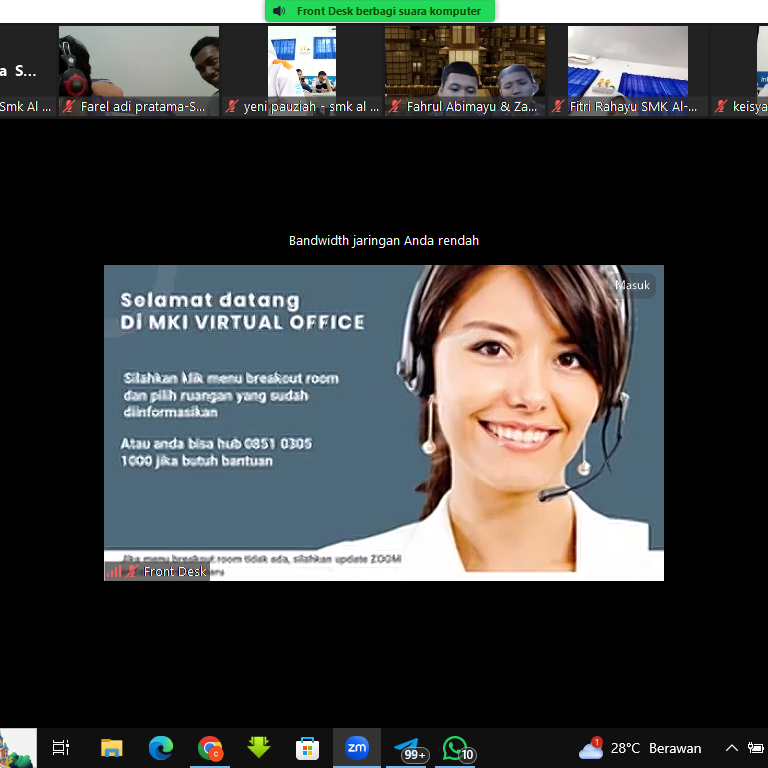 Front Desk berbagi suara komputer
a S...
Smk Al ...
Farel adi pratama-S...
yeni pauziah - smk al ...
Fahrul Abimayu & Za...
Fitri Rahayu SMK Al-...
keisya
Bandwidth jaringan Anda rendah
Masuk
Selamat datang
Di MKI VIRTUAL OFFICE
Silahkan klik menu breakout room
dan pilih ruangan yang sudah
diinformasikan
Atau anda bisa hub 0851 0305
1000 jika butuh bantuan
Jika menu breakout room tidak ada, silahkan update ZOOM
Front Desk
zm
99+
10
1
28°C Berawan